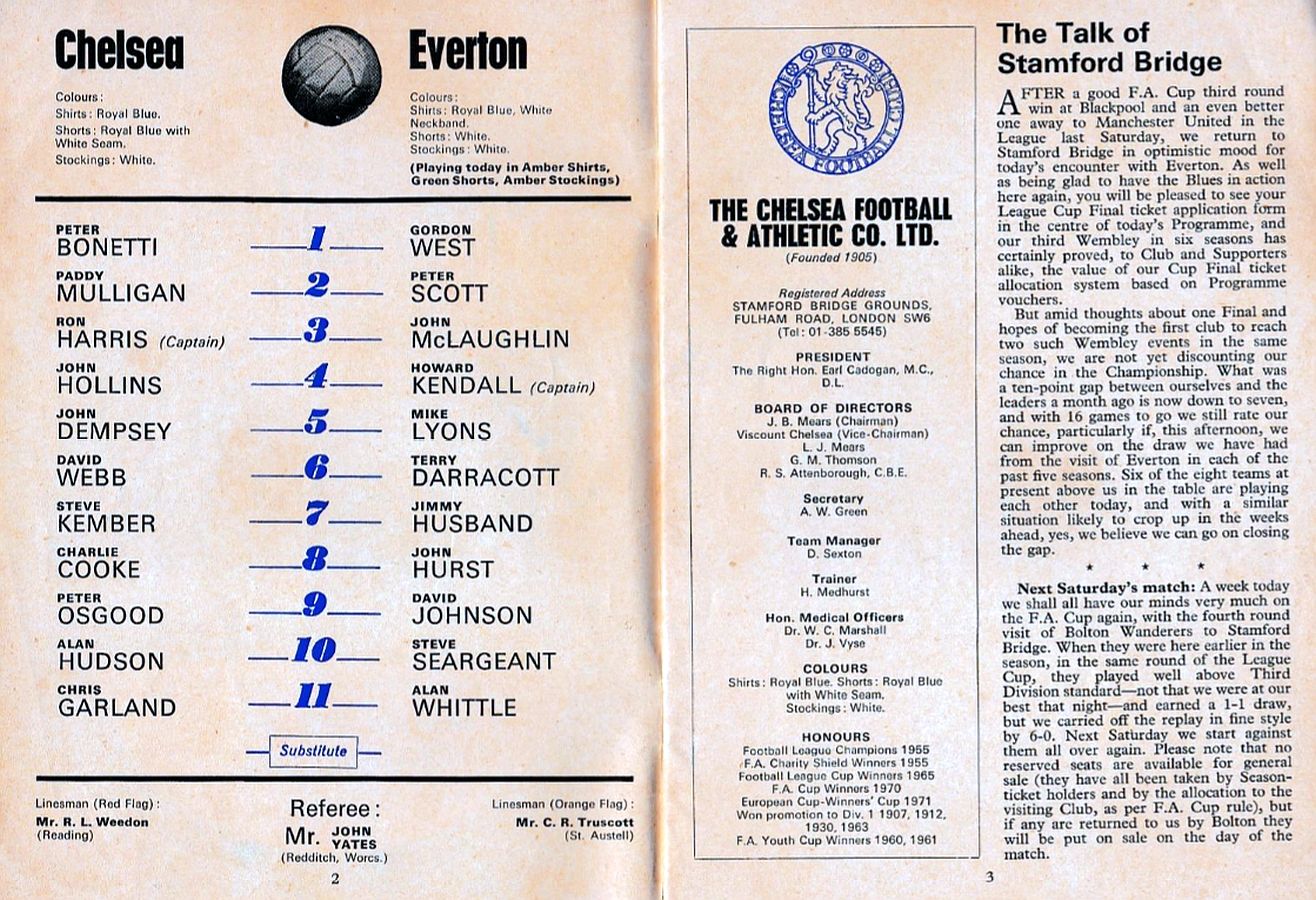 Chelsea
Colours:
Shirts: Royal Blue.
Shorts: Royal Blue with
White Seam.
Stockings: White.
Everton
Colours:
Shirts: Royal Blue, White
Neckband.
Shorts: White.
Stockings: White.
(Playing today in Amber Shirts,
Green Shorts, Amber Stockings)
PETER GORDON
BONETTI 1 WEST
PADDY PETER
MULLIGAN 2 SCOTT
RON JOHN
HARRIS (Captain) 3 McLAUGHLIN
JOHN HOWARD
HOLLINS 4 KENDALL (Captain)
JOHN MIKE
DEMPSEY 5 LYONS
DAVID TERRY
WEBB 6 DARRACOTT
STEVE JIMMY
KEMBER 7 HUSBAND
CHARLIE JOHN
COOKE 8 HURST
PETER DAVID
OSGOOD 9 JOHNSON
ALAN STEVE
HUDSON 10 SEARGEANT
CHRIS ALAN
GARLAND 11 WHITTLE
Substitute
Linesman (Red Flag):
Mr. R. L. Weedon
(Reading)
Referee:
Mr. JOHN
YATES
(Redditch, Worcs.)
Linesman (Orange Flag):
Mr. C. R. Truscott
(St. Austell)
2
CHELSEA FOOTBALL CLUB
THE CHELSEA FOOTBALL
& ATHLETIC CO. LTD.
(Founded 1905)
Registered Address
STAMFORD BRIDGE GROUNDS,
FULHAM ROAD, LONDON SW6
(Tel: 01-385 5545)
PRESIDENT
The Right Hon. Earl Cadogan, M.C.,
D.L.
BOARD OF DIRECTORS
J. B. Mears (Chairman)
Viscount Chelsea (Vice-Chairman)
L. J. Mears
G. M. Thomson
R. S. Attenborough, C.B.E.
Secretary
A. W. Green
Team Manager
D. Sexton
Trainer
H. Medhurst
Hon. Medical Officers
Dr. W. C. Marshall
Dr. J. Vyse
COLOURS
Shirts: Royal Blue. Shorts: Royal Blue
with White Seam.
Stockings: White.
HONOURS
Football League Champions 1955
F.A. Charity Shield Winners 1955
Football League Cup Winners 1965
F.A. Cup Winners 1970
European Cup-Winners' Cup 1971
Won promotion to Div. 1 1907, 1912,
1930, 1963
F.A. Youth Cup Winners 1960, 1961
The Talk of
Stamford Bridge
AFTER a good F.A. Cup third round
win at Blackpool and an even better
one away to Manchester United in the
League last Saturday, we return to
Stamford Bridge in optimistic mood for
today's encounter with Everton. As well
as being glad to have the Blues in action
here again, you will be pleased to see your
League Cup Final ticket application form
in the centre of today's Programme, and
our third Wembley in six seasons has
certainly proved, to Club and Supporters
alike, the value of our Cup Final ticket
allocation system based on Programme
vouchers.
But amid thoughts about one Final and
hopes of becoming the first club to reach
two such Wembley events in the same
season, we are not yet discounting our
chance in the Championship. What was
a ten-point gap between ourselves and the
leaders a month ago is now down to seven,
and with 16 games to go we still rate our
chance, particularly if, this afternoon, we
can improve on the draw we have had
from the visit of Everton in each of the
past five seasons. Six of the eight teams at
present above us in the table are playing
each other today, and with a similar
situation likely to crop up in the weeks
ahead, yes, we believe we can go on closing
the gap.
* * *
Next Saturday's match: A week today
we shall all have our minds very much on
the F.A. Cup again, with the fourth round
visit of Bolton Wanderers to Stamford
Bridge. When they were here earlier in the
season, in the same round of the League
Cup, they played well above Third
Division standard—not that we were at our
best that night—and earned a 1-1 draw,
but we carried off the replay in fine style
by 6-0. Next Saturday we start against
them all over again. Please note that no
reserved seats are available for general
sale (they have all been taken by Season-
ticket holders and by the allocation to the
visiting Club, as per F.A. Cup rule), but
if any are returned to us by Bolton they
will be put on sale on the day of the
match.
3